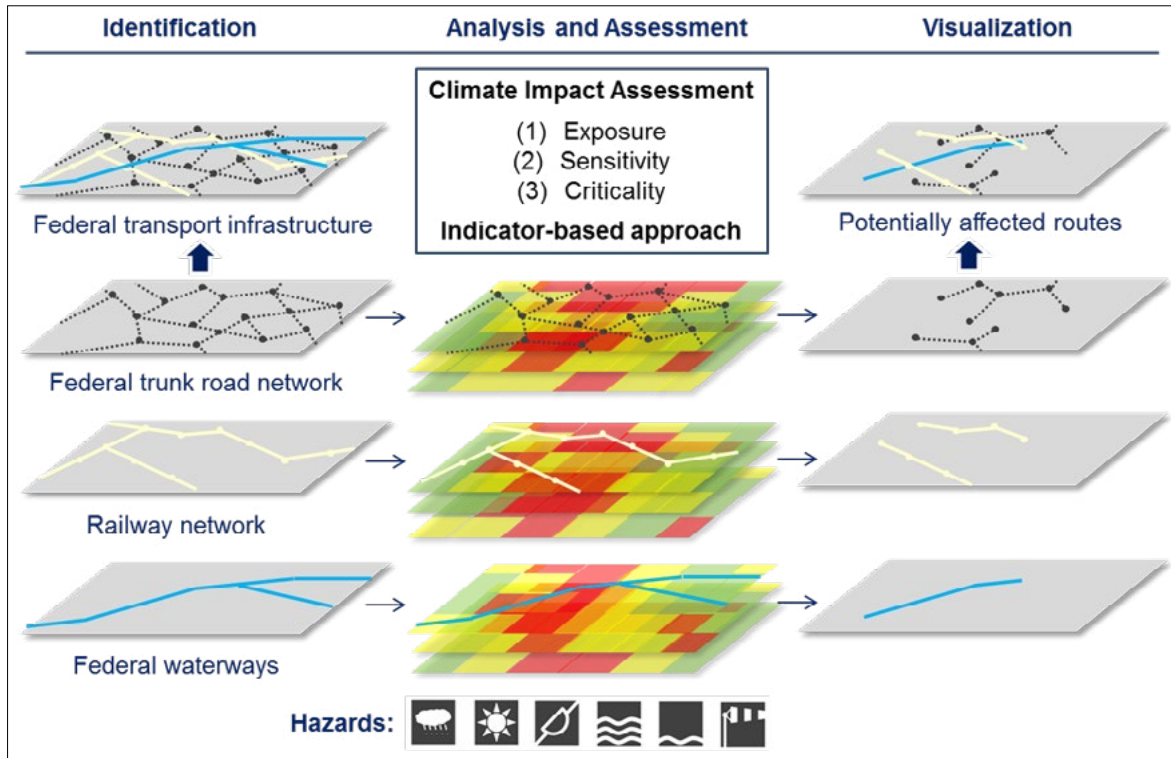 Identification
Analysis and Assessment
Visualization
Climate Impact Assessment
(1) Exposure
(2) Sensitivity
(3) Criticality
Indicator-based approach
Federal transport infrastructure
Potentially affected routes
Federal trunk road network
Railway network
Federal waterways
Hazards: